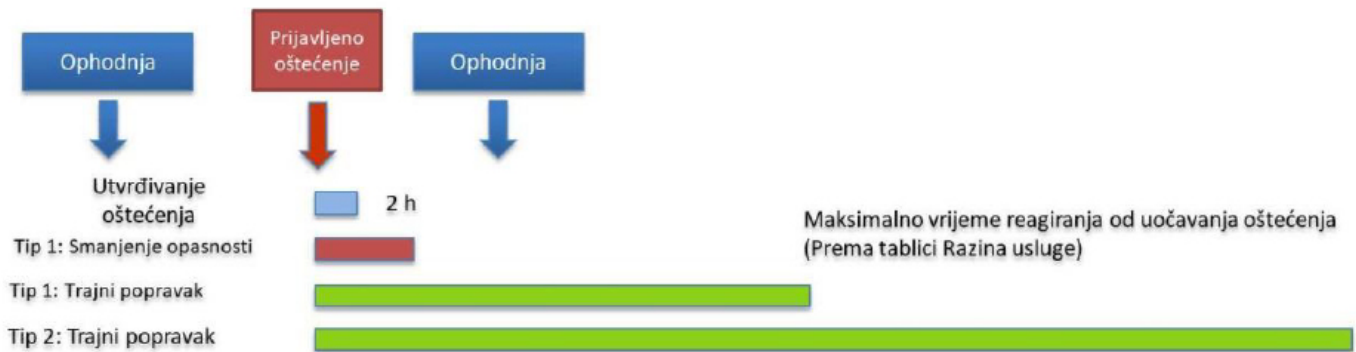 Ophodnja
Prijavljeno
oštećenje
Ophodnja
Utvrđivanje
oštećenja
2 h
Maksimalno vrijeme reagiranja od uočavanja oštećenja
(Prema tablici Razina usluge)
Tip 1: Smanjenje opasnosti
Tip 1: Trajni popravak
Tip 2: Trajni popravak